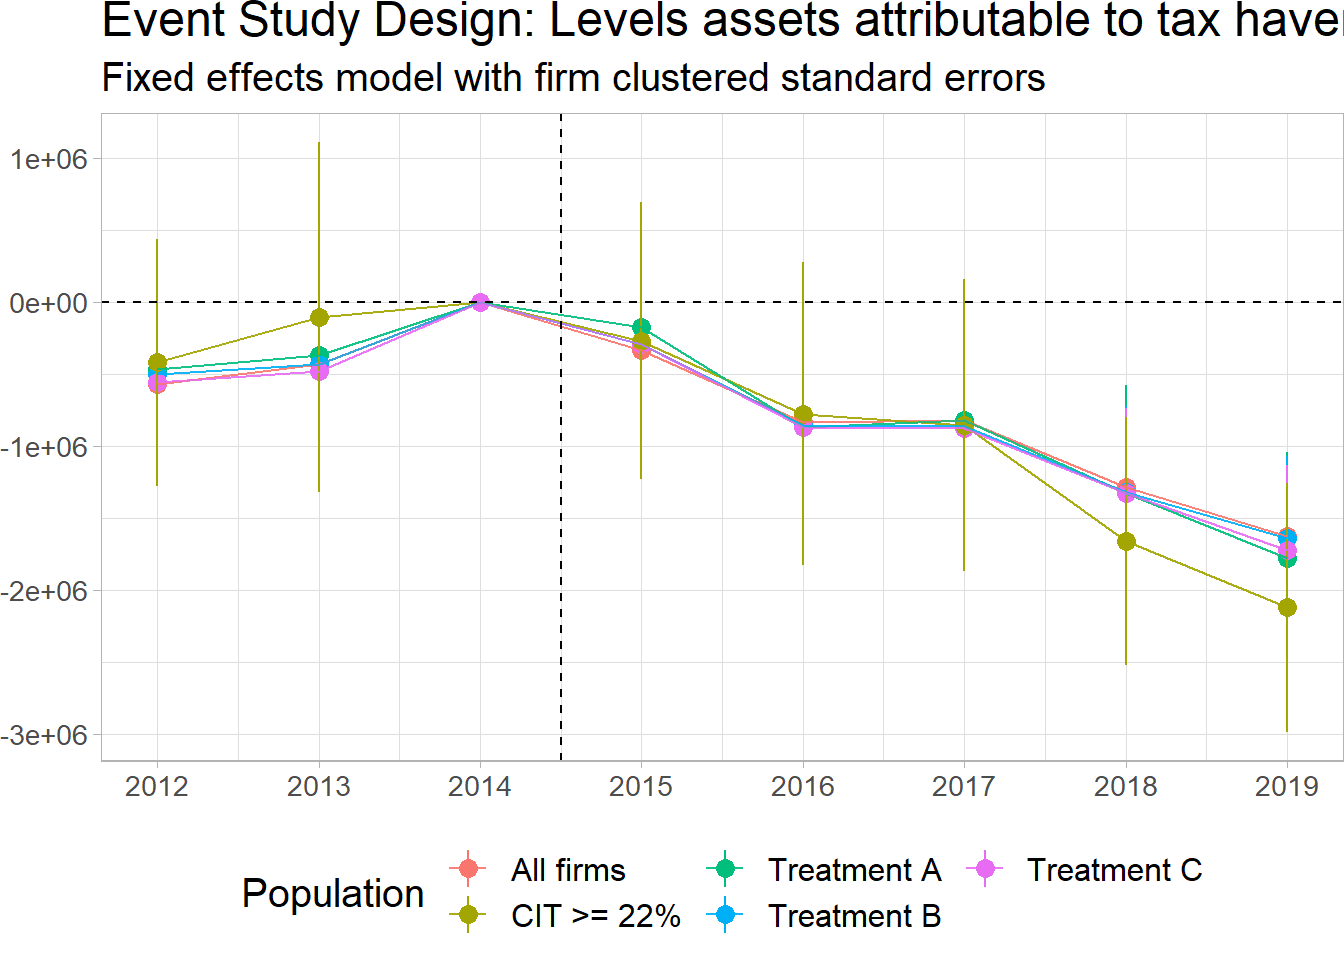 Event Study Design: Levels assets attributable to tax haven
Fixed effects model with firm clustered standard errors
1e+06
0e+00
-1e+06
-2e+06
-3e+06
2012 2013 2014 2015 2016 2017 2018 2019
Population
All firms Treatment A Treatment C
CIT >= 22% Treatment B